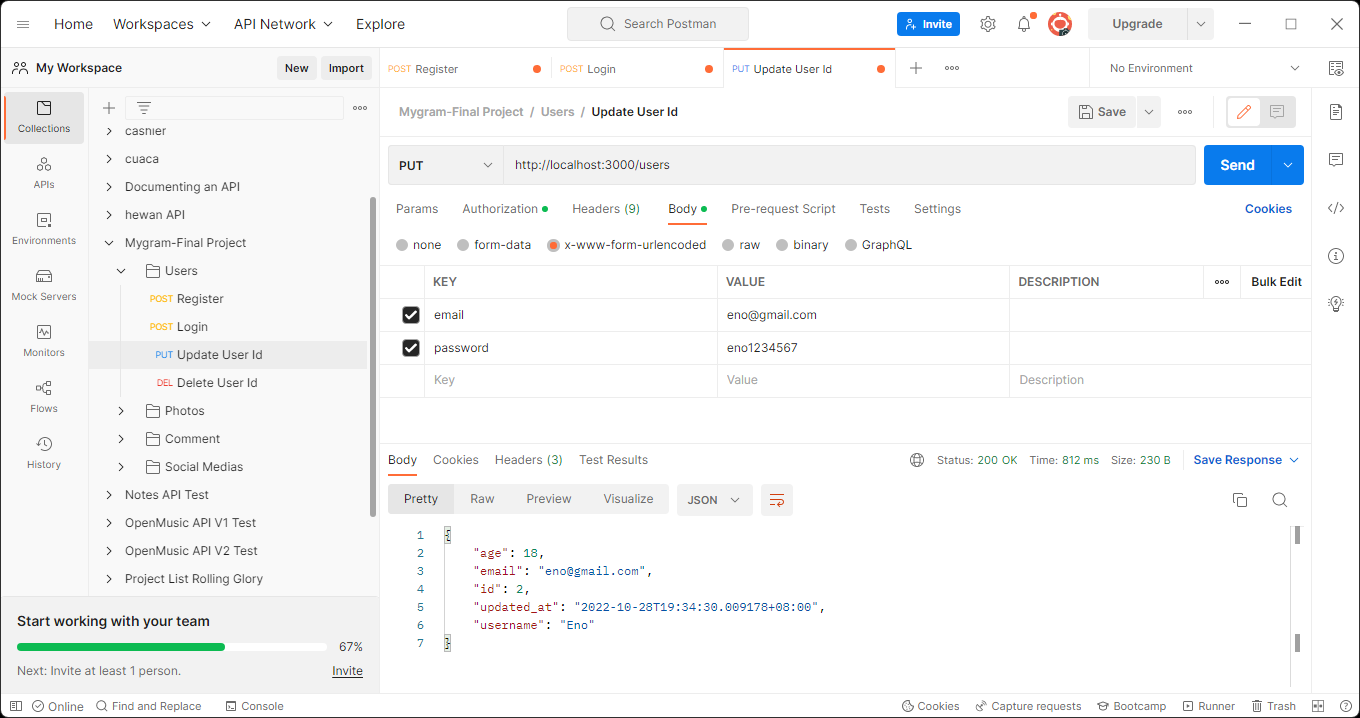 Home Workspaces API Network Explore Search Postman Invite Upgrade
My Workspace New Import POST Register POST Login PUT Update User Id No Environment
Collections
APIs
Environments
Mock Servers
Monitors
Flows
History
cashier
cuaca
Documenting an API
hewan API
Mygram-Final Project
Users
POST Register
POST Login
PUT Update User Id
DEL Delete User Id
Photos
Comment
Social Medias
Notes API Test
OpenMusic API V1 Test
OpenMusic API V2 Test
Project List Rolling Glory
Start working with your team
67%
Next: Invite at least 1 person. Invite
Mygram-Final Project / Users / Update User Id Save
PUT http://localhost:3000/users Send
Params Authorization Headers (9) Body Pre-request Script Tests Settings Cookies
none form-data x-www-form-urlencoded raw binary GraphQL
KEY VALUE DESCRIPTION Bulk Edit
email eno@gmail.com
password eno1234567
Key Value Description
Body Cookies Headers (3) Test Results Status: 200 OK Time: 812 ms Size: 230 B Save Response
Pretty Raw Preview Visualize JSON
1 {
2 "age": 18,
3 "email": "eno@gmail.com",
4 "id": 2,
5 "updated_at": "2022-10-28T19:34:30.009178+08:00",
6 "username": "Eno"
7 }
Online Find and Replace Console Cookies Capture requests Bootcamp Runner Trash